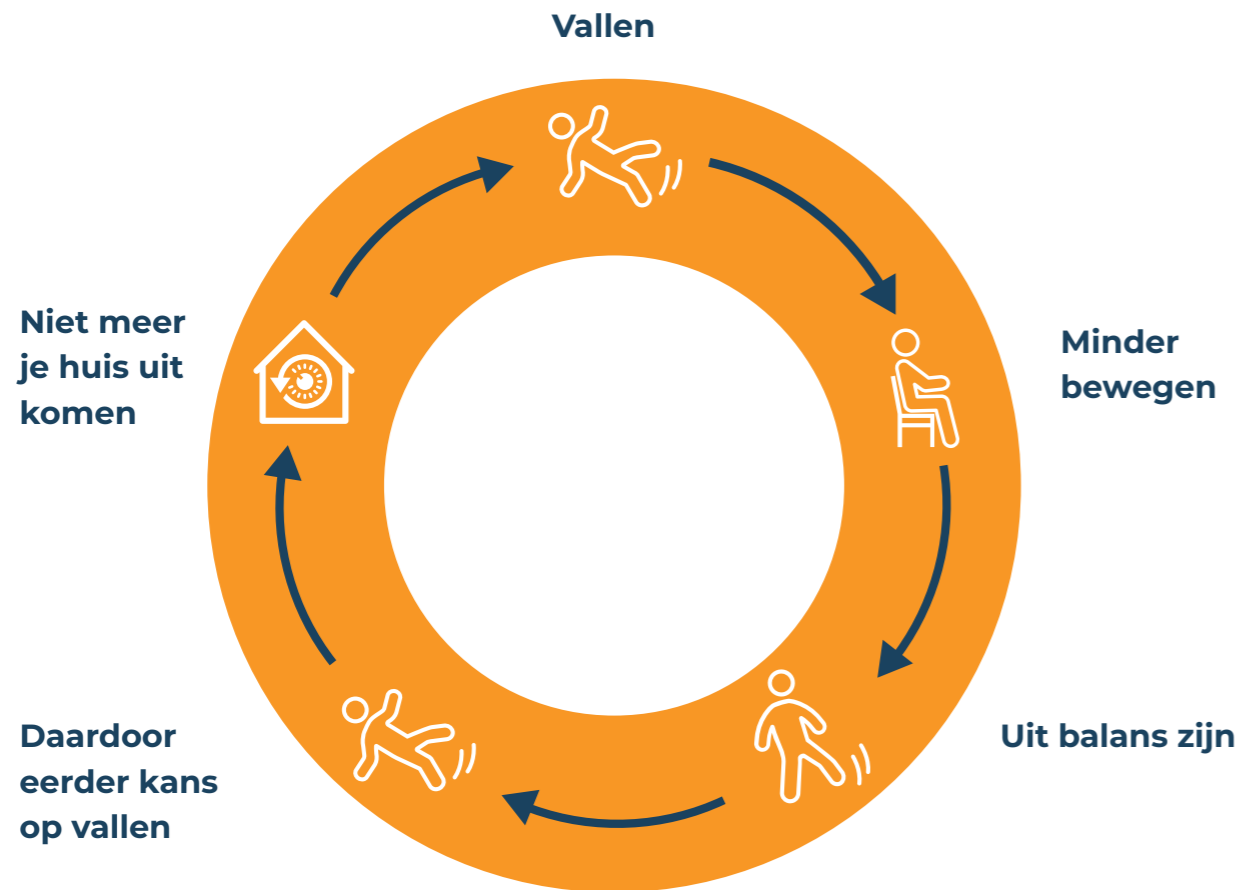 Vallen
Minder
bewegen
Uit balans zijn
Daardoor
eerder kans
op vallen
Niet meer
je huis uit
komen